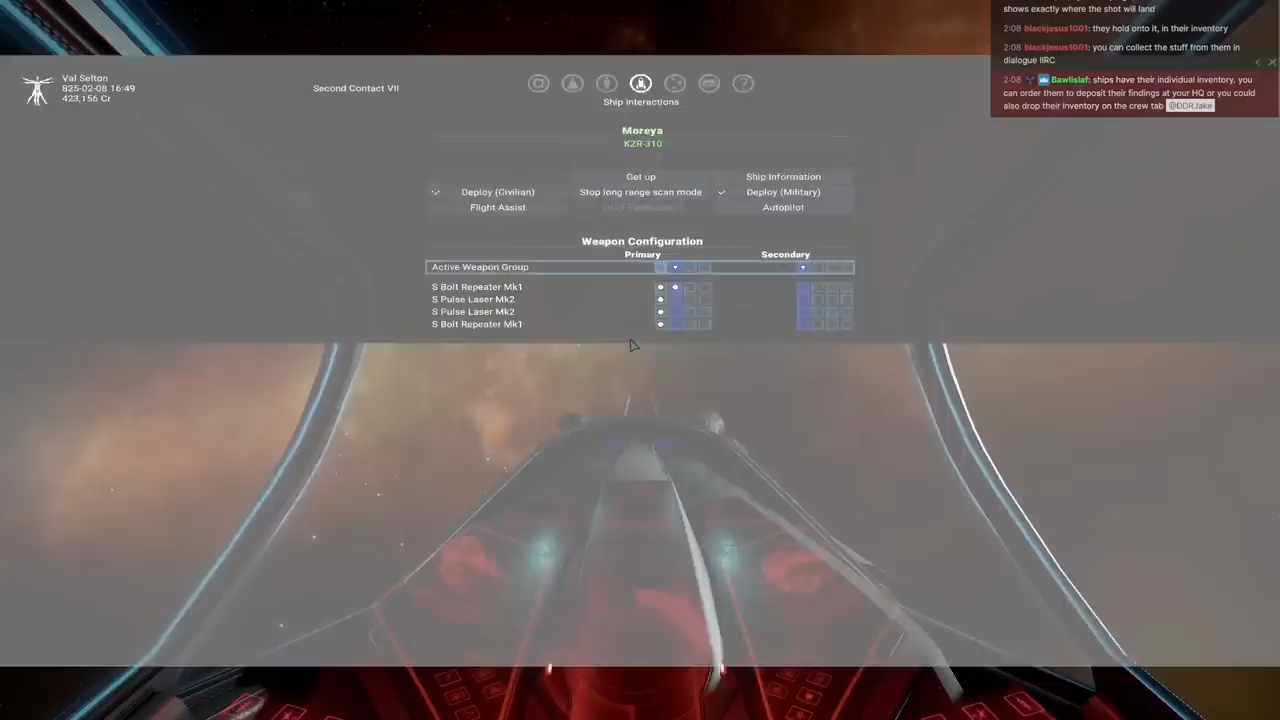 shows exactly where the shot will land
2:08 blackjesus1001: they hold onto it, in their inventory
2:08 blackjesus1001: you can collect the stuff from them in
dialogue IIRC
2:08 Bawlislaf: ships have their individual inventory. you
can order them to deposit their findings at your HQ or you could
also drop their inventory on the crew tab @DDRJake
Val Selton
825-02-08 16:49
423,156 Cr
Second Contact VII
Ship Interactions
Moreya
KZR-310
Get up
Ship Information
Deploy (Civilian)
Stop long range scan mode
Deploy (Military)
Flight Assist
Autopilot
Weapon Configuration
Primary
Secondary
Active Weapon Group
S Bolt Repeater Mk1
S Pulse Laser Mk2
S Pulse Laser Mk2
S Bolt Repeater Mk1